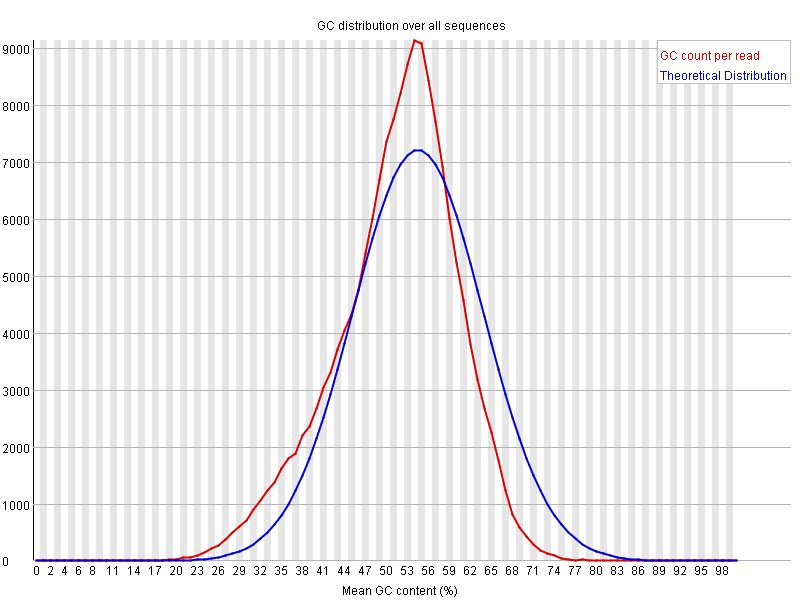 GC distribution over all sequences
GC count per read
Theoretical Distribution
9000
8000
7000
6000
5000
4000
3000
2000
1000
0
0 2 4 6 8 11 14 17 20 23 26 29 32 35 38 41 44 47 50 53 56 59 62 65 68 71 74 77 80 83 86 89 92 95 98
Mean GC content (%)